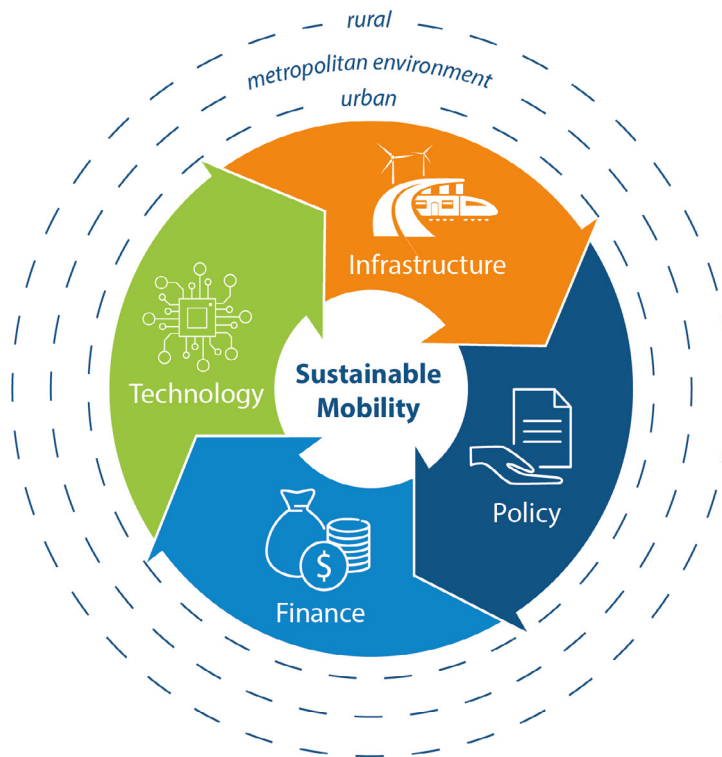 rural
metropolitan environment
urban
Infrastructure
Technology
Sustainable
Mobility
Policy
$
Finance